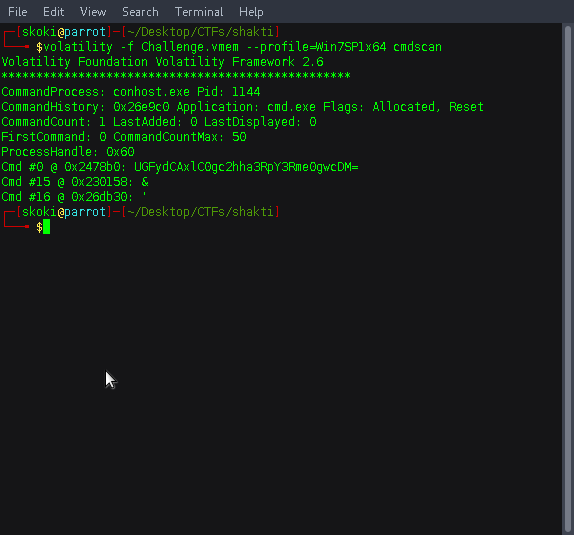 File Edit View Search Terminal Help
┌─[skoki@parrot]─[~/Desktop/CTFs/shakti]
└──╼ $volatility -f Challenge.vmem --profile=Win7SP1x64 cmdscan
Volatility Foundation Volatility Framework 2.6
**************************************************
CommandProcess: conhost.exe Pid: 1144
CommandHistory: 0x26e9c0 Application: cmd.exe Flags: Allocated, Reset
CommandCount: 1 LastAdded: 0 LastDisplayed: 0
FirstCommand: 0 CommandCountMax: 50
ProcessHandle: 0x60
Cmd #0 @ 0x2478b0: UGFydCAxlC0gc2hha3RpY3Rme0gwcDM=
Cmd #15 @ 0x230158: &
Cmd #16 @ 0x26db30: '
┌─[skoki@parrot]─[~/Desktop/CTFs/shakti]
└──╼ $